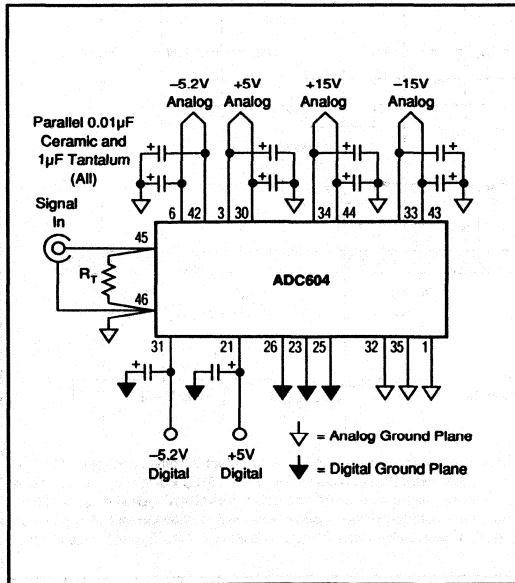 –5.2V Analog
+5V Analog
+15V Analog
–15V Analog
Parallel 0.01µF
Ceramic and
1µF Tantalum
(All)
Signal
In
+ + + +
+ + + +
6 42 3 30 34 44 33 43
45
R_T
46
ADC604
31 21 26 23 25 32 35 1
+ +
–5.2V Digital
+5V Digital
= Analog Ground Plane
= Digital Ground Plane